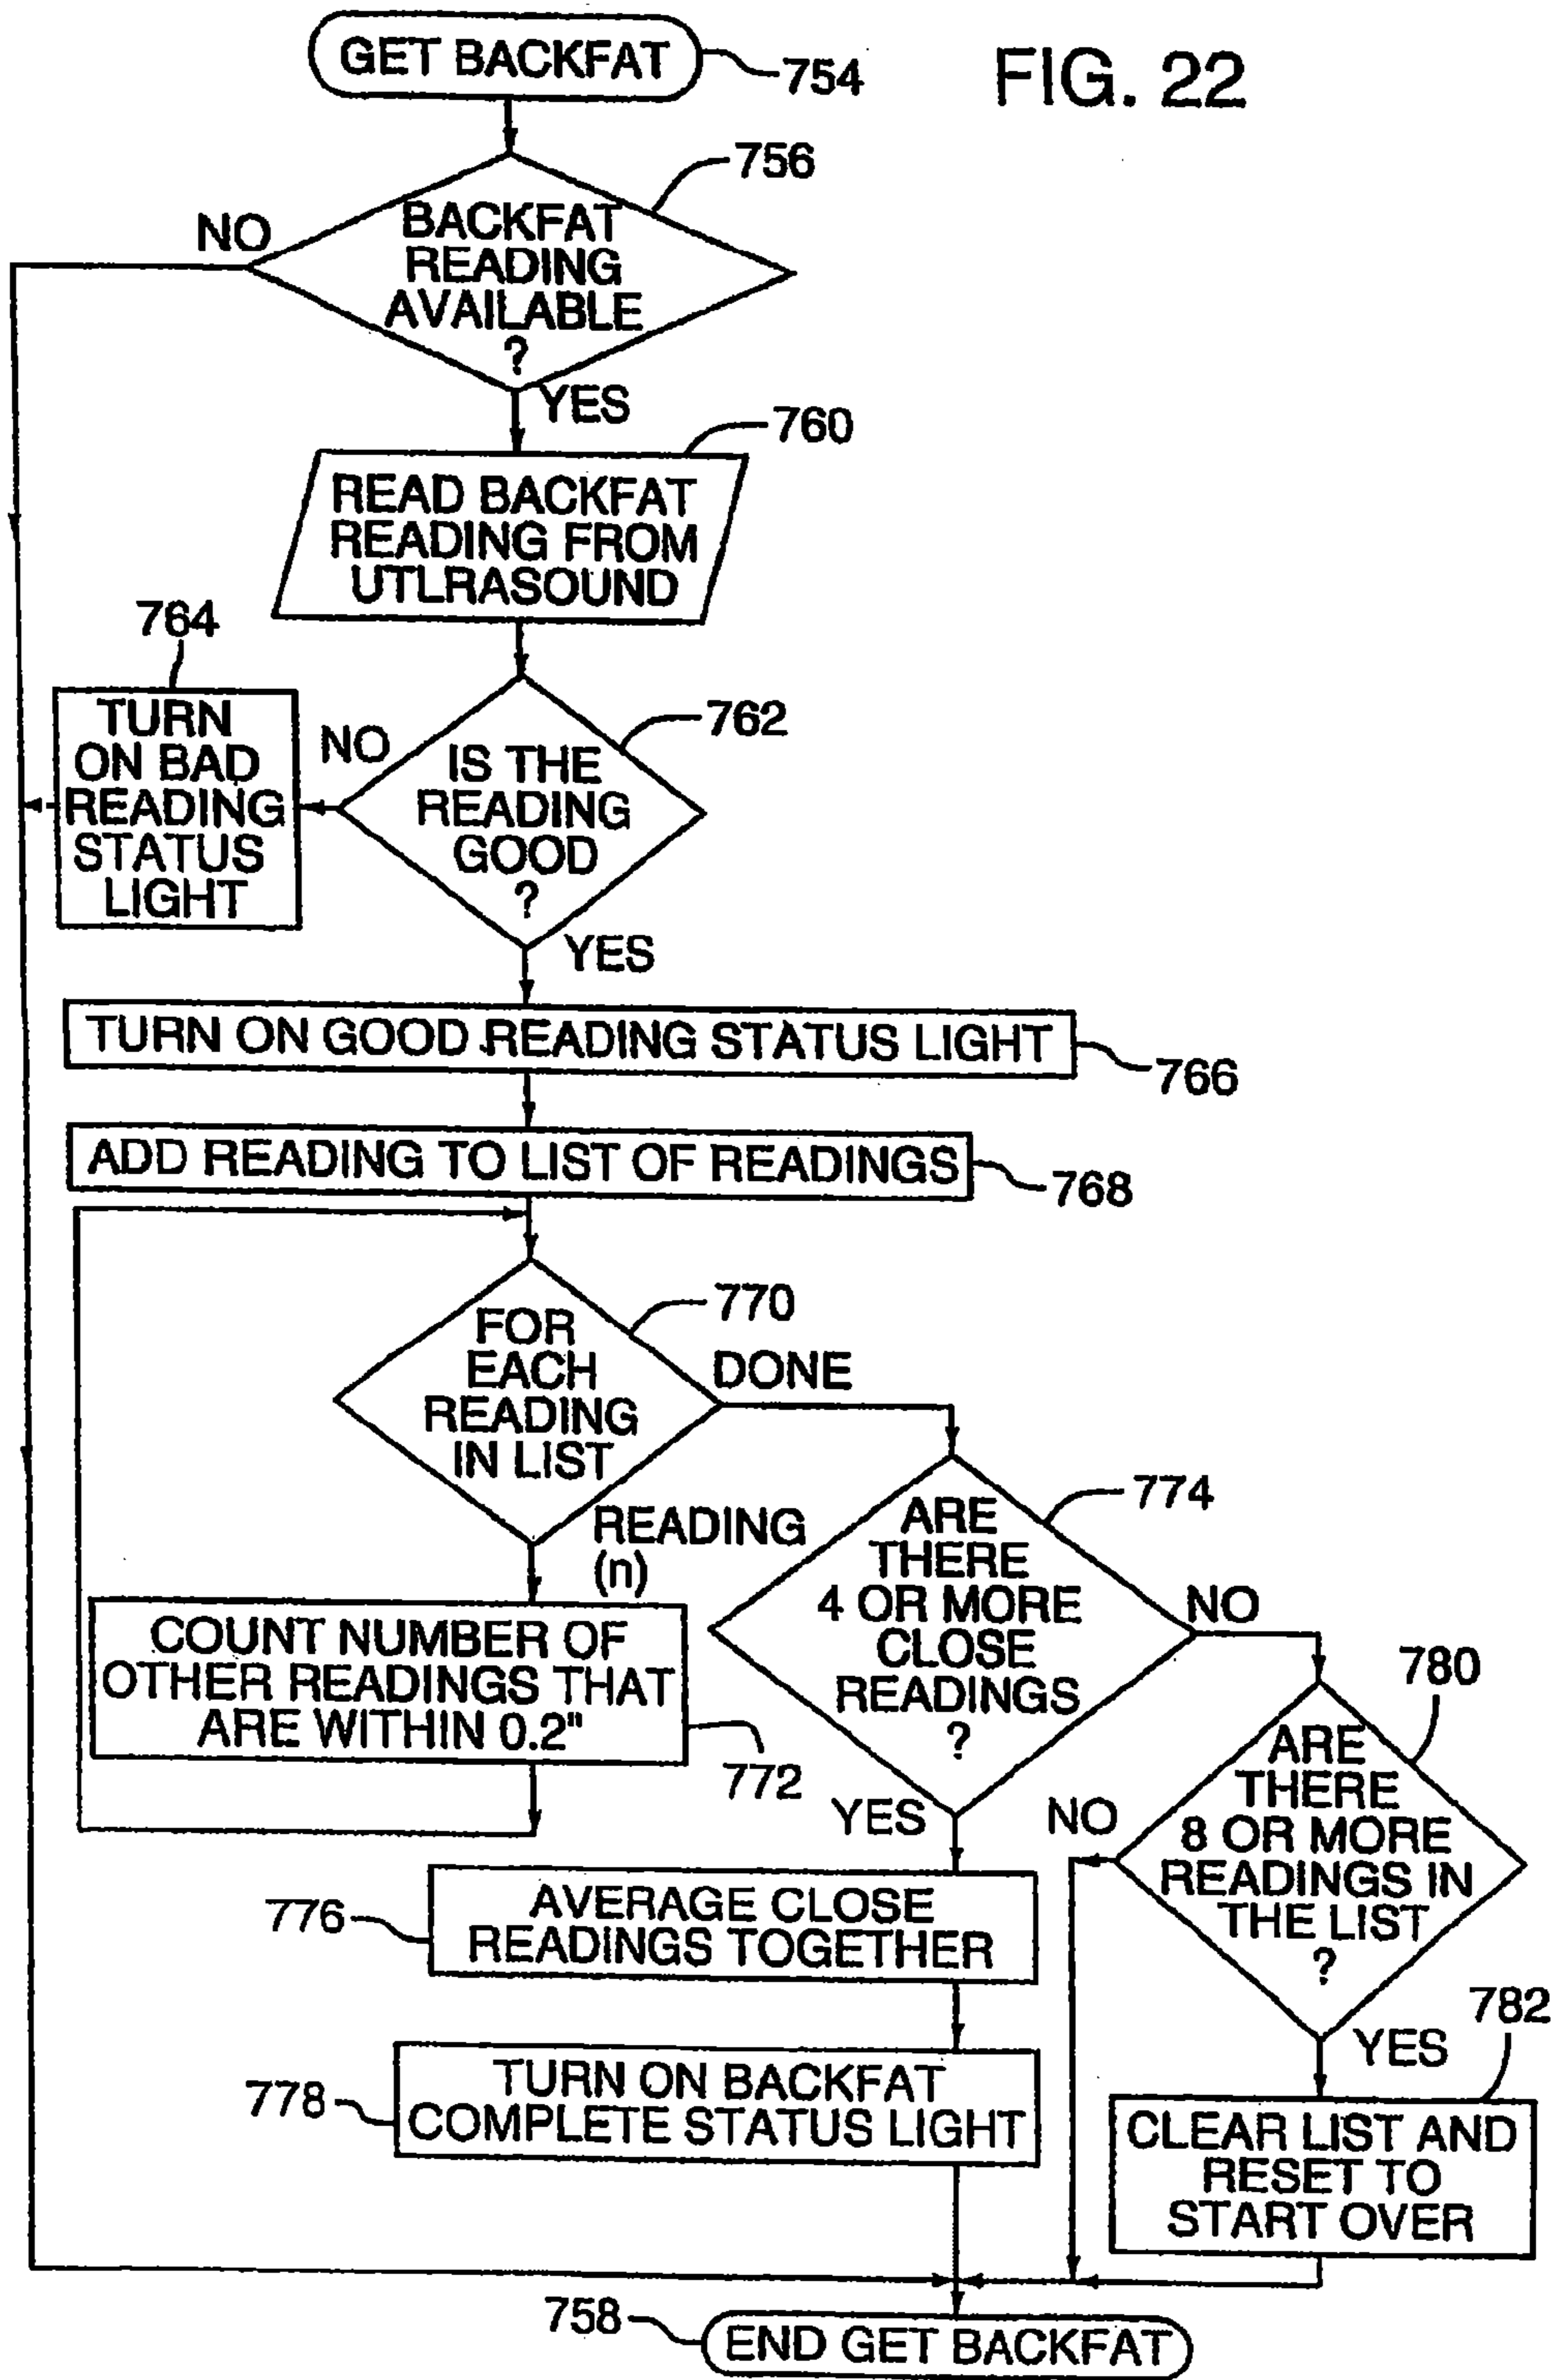 GET BACKFAT
754
FIG. 22
756
NO
BACKFAT
READING
AVAILABLE
?
YES
760
READ BACKFAT
READING FROM
UTLRASOUND
764
TURN
ON BAD
READING
STATUS
LIGHT
NO
762
IS THE
READING
GOOD
?
YES
TURN ON GOOD READING STATUS LIGHT
766
ADD READING TO LIST OF READINGS
768
770
FOR
EACH
READING
IN LIST
DONE
READING
(n)
COUNT NUMBER OF
OTHER READINGS THAT
ARE WITHIN 0.2"
772
774
ARE
THERE
4 OR MORE
CLOSE
READINGS
?
NO
YES
780
ARE
THERE
8 OR MORE
READINGS IN
THE LIST
?
NO
YES
776
AVERAGE CLOSE
READINGS TOGETHER
778
TURN ON BACKFAT
COMPLETE STATUS LIGHT
782
CLEAR LIST AND
RESET TO
START OVER
758
END GET BACKFAT